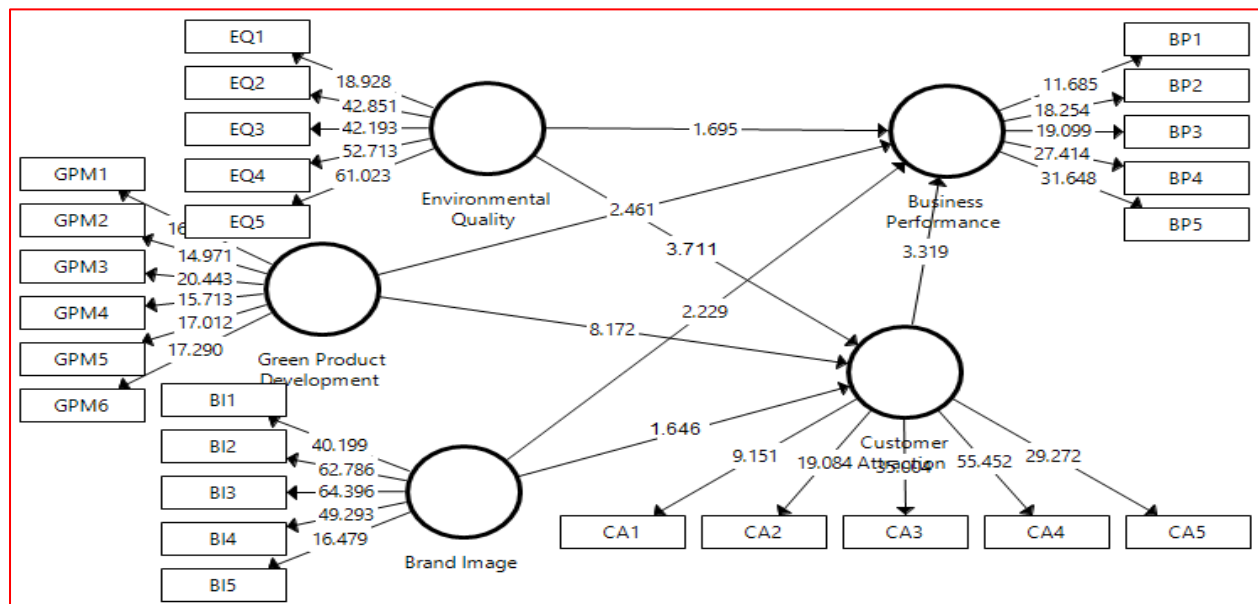 EQ1
EQ2
EQ3
EQ4
EQ5
18.928
42.851
42.193
52.713
61.023
Environmental
Quality
GPM1
GPM2
GPM3
GPM4
GPM5
GPM6
14.971
20.443
15.713
17.012
17.290
Green Product
Development
BI1
BI2
BI3
BI4
BI5
40.199
62.786
64.396
49.293
16.479
Brand Image
1.695
2.461
3.711
2.229
8.172
1.646
3.319
BP1
BP2
BP3
BP4
BP5
11.685
18.254
19.099
27.414
31.648
Business
Performance
Customer
Attraction
9.151
19.084
55.452
29.272
CA1
CA2
CA3
CA4
CA5